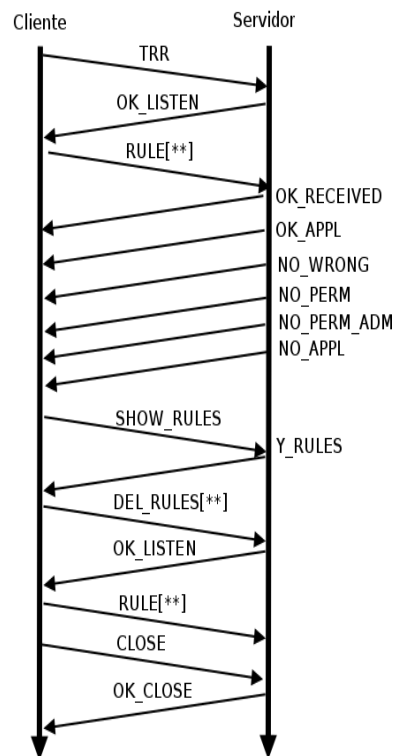 Cliente
Servidor
TRR
OK_LISTEN
RULE[**]
OK_RECEIVED
OK_APPL
NO_WRONG
NO_PERM
NO_PERM_ADM
NO_APPL
SHOW_RULES
Y_RULES
DEL_RULES[**]
OK_LISTEN
RULE[**]
CLOSE
OK_CLOSE